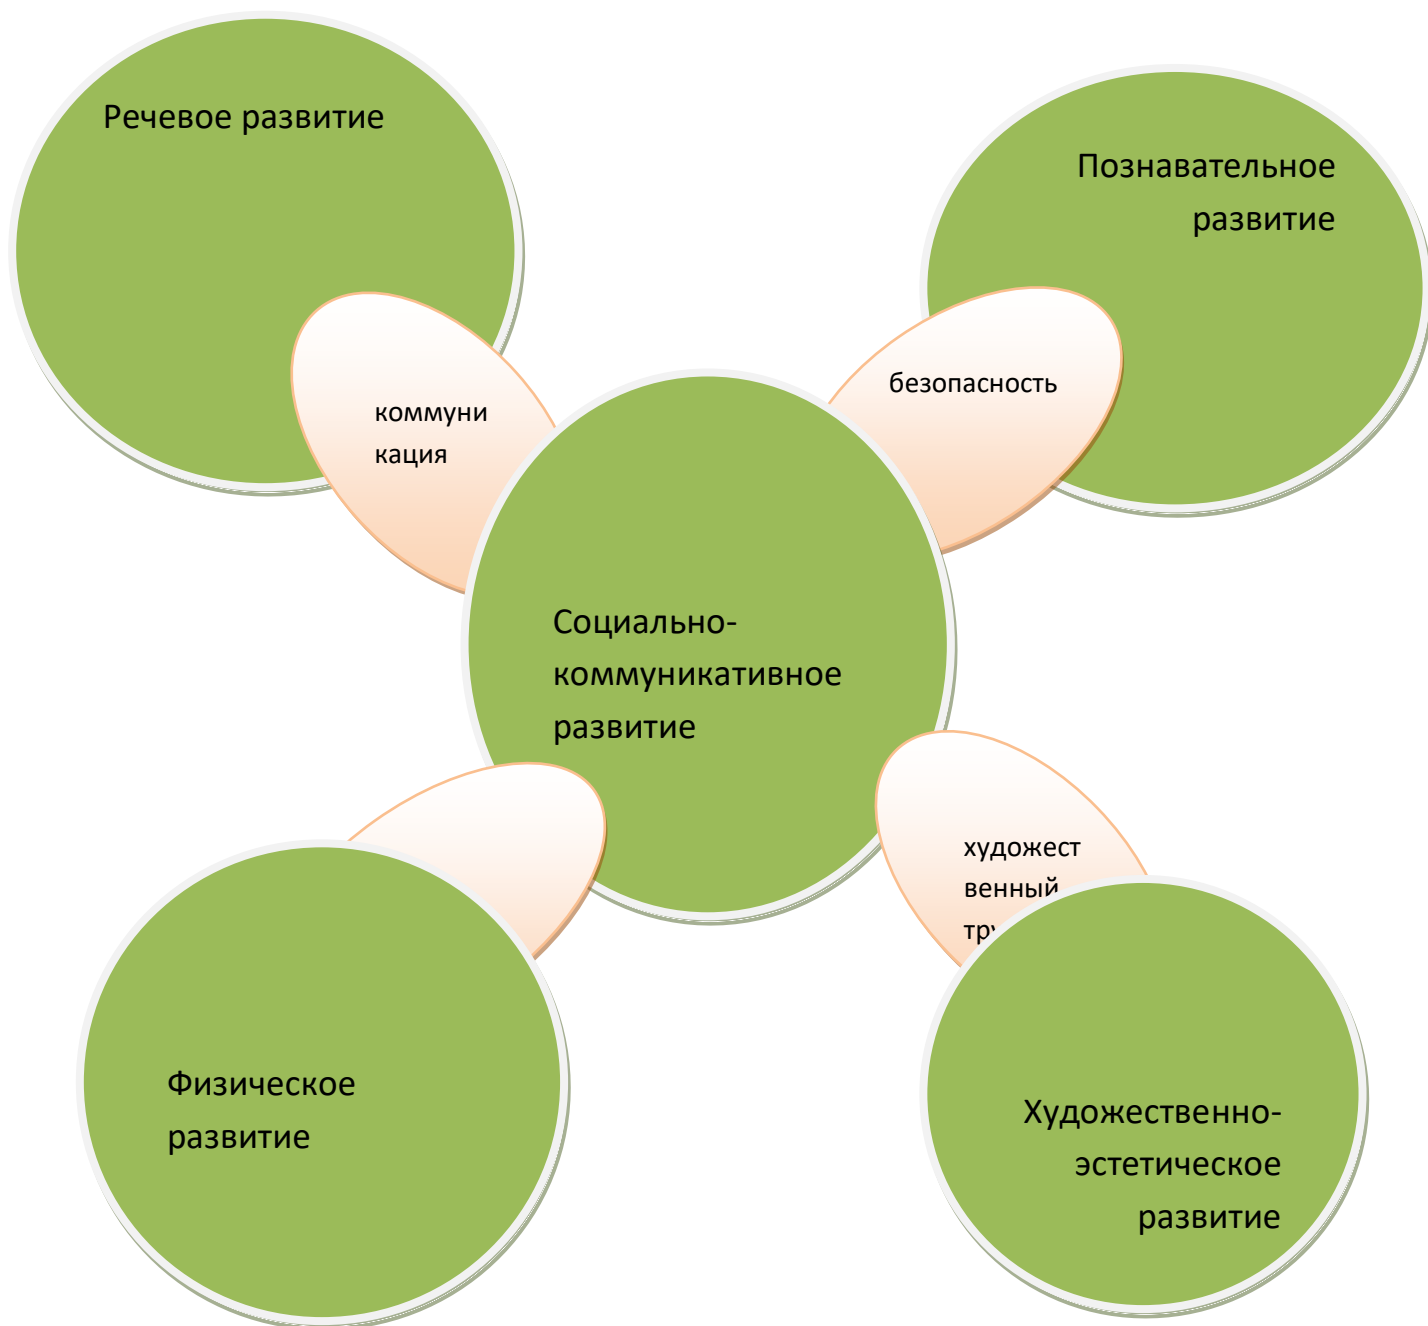 Речевое развитие
Познавательное
развитие
безопасность
коммуни
кация
Социально-
коммуникативное
развитие
художест
венный
Физическое
развитие
Художественно-
эстетическое
развитие